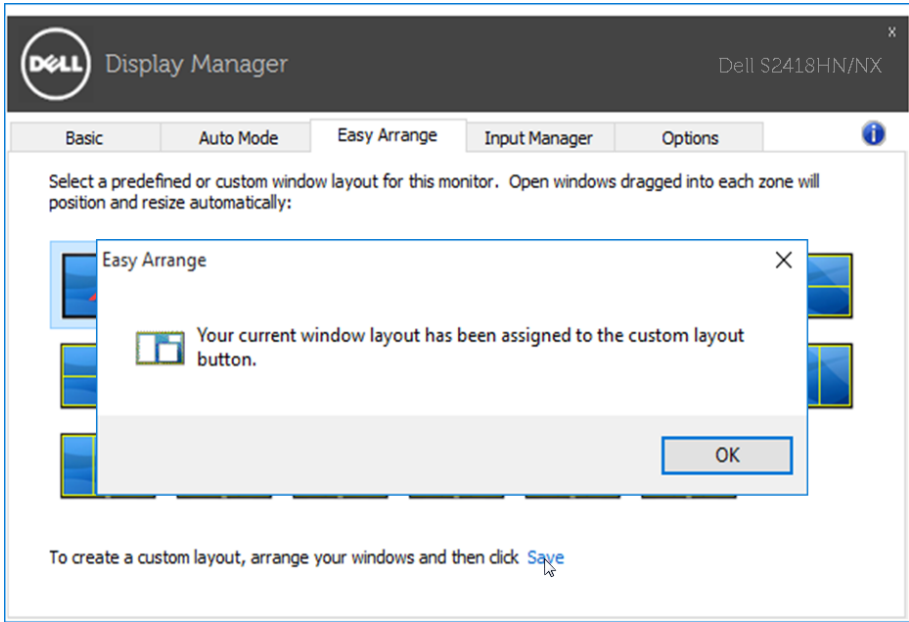 DELL
Display Manager
x
Dell S2418HN/NX
Basic
Auto Mode
Easy Arrange
Input Manager
Options
i
Select a predefined or custom window layout for this monitor.  Open windows dragged into each zone will
position and resize automatically:
Easy Arrange
Your current window layout has been assigned to the custom layout
button.
OK
To create a custom layout, arrange your windows and then click Save